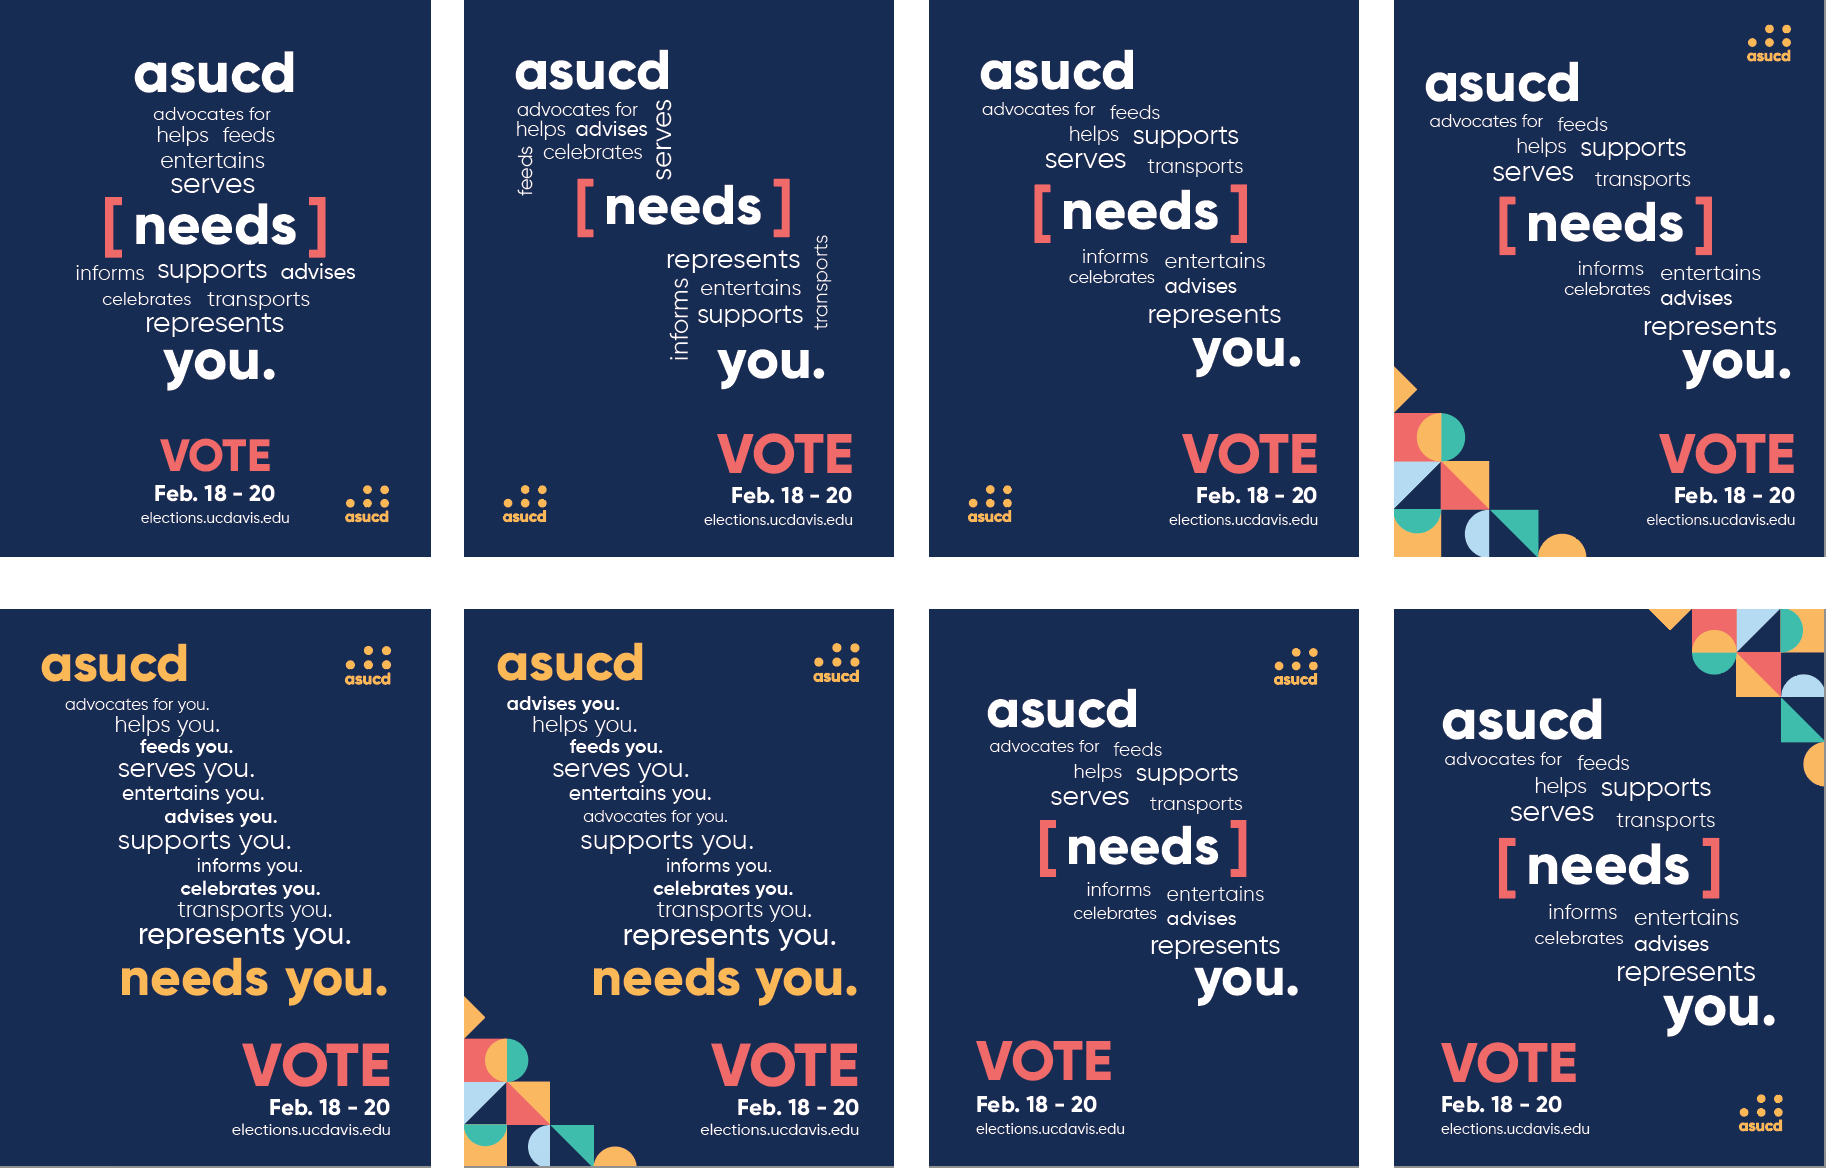 asucd
advocates for
helps feeds
entertains
serves
[ needs ]
informs supports advises
celebrates transports
represents
you.
VOTE
Feb. 18 - 20
elections.ucdavis.edu
asucd
asucd
advocates for
helps advises
feeds celebrates
serves
[ needs ]
represents
entertains
supports
informs
transports
you.
VOTE
Feb. 18 - 20
elections.ucdavis.edu
asucd
asucd
advocates for feeds
helps supports
serves transports
[ needs ]
informs entertains
celebrates advises
represents
you.
VOTE
Feb. 18 - 20
elections.ucdavis.edu
asucd
asucd
asucd
advocates for feeds
helps supports
serves transports
[ needs ]
informs entertains
celebrates advises
represents
you.
VOTE
Feb. 18 - 20
elections.ucdavis.edu
asucd
asucd
advocates for you.
helps you.
feeds you.
serves you.
entertains you.
advises you.
supports you.
informs you.
celebrates you.
transports you.
represents you.
needs you.
VOTE
Feb. 18 - 20
elections.ucdavis.edu
asucd
asucd
advises you.
helps you.
feeds you.
serves you.
entertains you.
advocates for you.
supports you.
informs you.
celebrates you.
transports you.
represents you.
needs you.
VOTE
Feb. 18 - 20
elections.ucdavis.edu
asucd
asucd
advocates for feeds
helps supports
serves transports
[ needs ]
informs entertains
celebrates advises
represents
you.
VOTE
Feb. 18 - 20
elections.ucdavis.edu
asucd
advocates for feeds
helps supports
serves transports
[ needs ]
informs entertains
celebrates advises
represents
you.
VOTE
Feb. 18 - 20
elections.ucdavis.edu
asucd